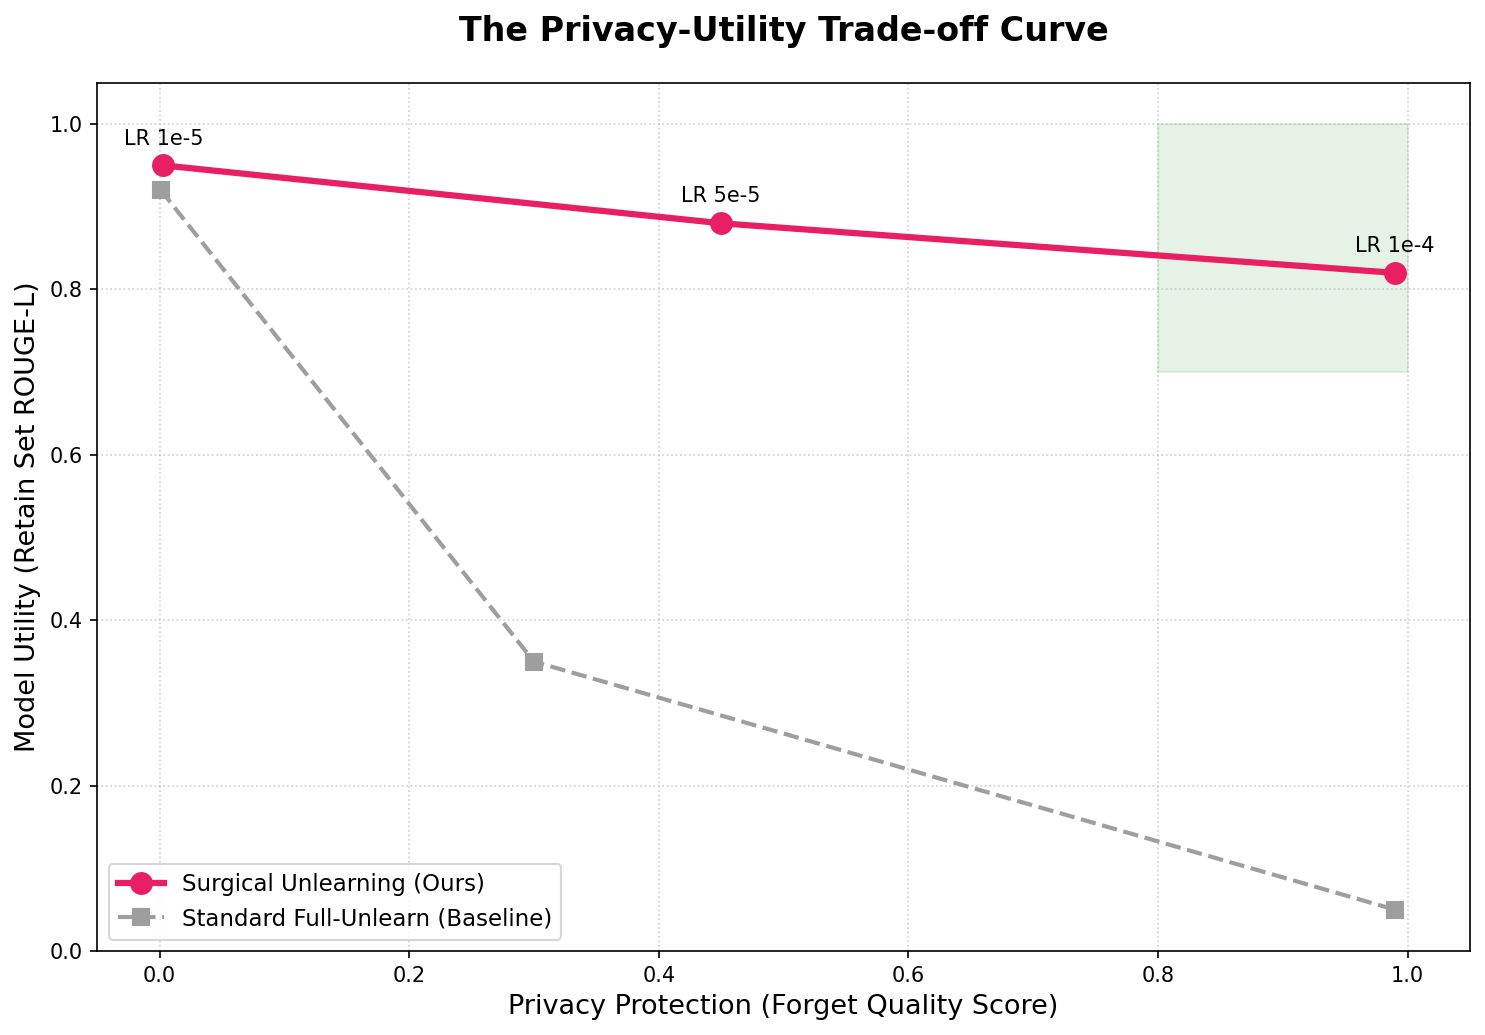 The Privacy-Utility Trade-off Curve
Model Utility (Retain Set ROUGE-L)
1.0
0.8
0.6
0.4
0.2
0.0
LR 1e-5
LR 5e-5
LR 1e-4
Surgical Unlearning (Ours)
Standard Full-Unlearn (Baseline)
0.0 0.2 0.4 0.6 0.8 1.0
Privacy Protection (Forget Quality Score)